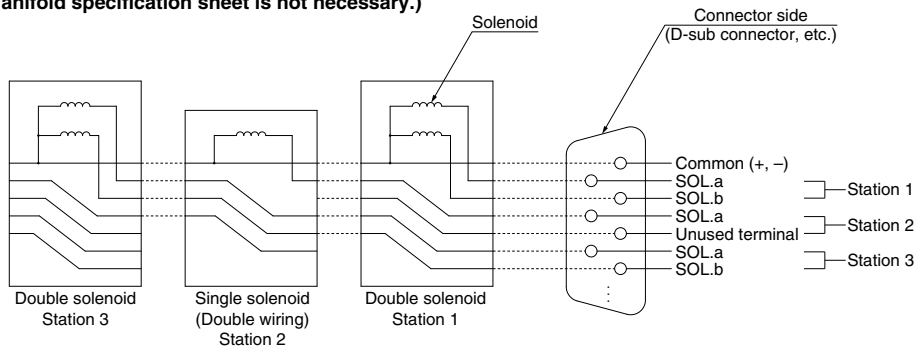 anifold specification sheet is not necessary.)
Solenoid
Connector side
(D-sub connector, etc.)
Common (+, –)
SOL.a
SOL.b
Station 1
SOL.a
Unused terminal
Station 2
SOL.a
SOL.b
Station 3
Double solenoid
Station 3
Single solenoid
(Double wiring)
Station 2
Double solenoid
Station 1